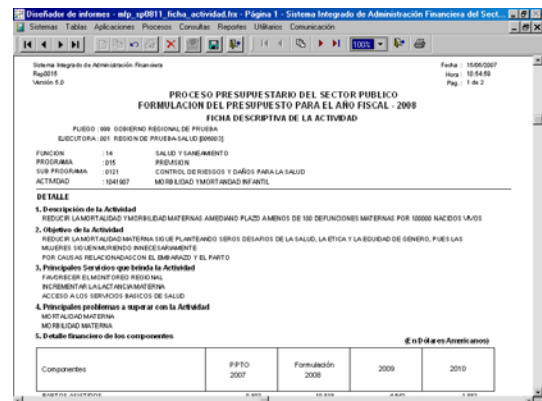 Diseñador de informes - mfp_sp0811_ficha_actividad.frx - Página 1 - Sistema Integrado de Administración Financiera del Sect...
Sistema Tablas Aplicaciones Procesos Consultas Reportes Utilitarios Comunicación
100%
Sistema Integrado de Administración Financiera
Fecha : 15/06/2007
Rep0816
Hora : 10:54:59
Versión 5.0
Pag. : 1 de 2
PROCESO PRESUPUESTARIO DEL SECTOR PUBLICO
FORMULACION DEL PRESUPUESTO PARA EL AÑO FISCAL - 2008
FICHA DESCRIPTIVA DE LA ACTIVIDAD
PLIEGO : 999 GOBIERNO REGIONAL DE PRUEBA
EJECUTORA : 001 REGION DE PRUEBA-SALUD
FUNCION : 14 SALUD Y SANEAMIENTO
PROGRAMA : 015 PREVISION
SUB PROGRAMA : 0121 CONTROL DE RIESGOS Y DAÑOS PARA LA SALUD
ACTIVIDAD : 1041907 MORBILIDAD Y MORTANDAD INFANTIL
DETALLE
1. Descripción de la Actividad
REDUCIR LA MORTALIDAD Y MORBILIDAD MATERNAS A MEDIANO PLAZO A MENOS DE 100 DEFUNCIONES MATERNAS POR 100000 NACIDOS VIVOS
2. Objetivo de la Actividad
REDUCIR LA MORTALIDAD MATERNA SIGUE PLANTEANDO SEROS DESAFIOS DE LA SALUD, LA ETICA Y LA EQUIDAD DE GENERO, PUES LAS
MUJERES SIGUEN MURIENDO INNECESARIAMENTE
POR CAUSAS RELACIONADAS CON EL EMBARAZO Y EL PARTO
3. Principales Servicios que brinda la Actividad
FAVORECER EL MONITOREO REGIONAL
INCREMENTAR LA LACTANCIA MATERNA
ACCESO A LOS SERVICIOS BASICOS DE SALUD
4. Principales problemas a superar con la Actividad
MORTALIDAD MATERNA
MORBILIDAD MATERNA
5. Detalle financiero de los componentes
(En Dólares Americanos)
Componentes
PPTO 2007
Formulación 2008
2009
2010